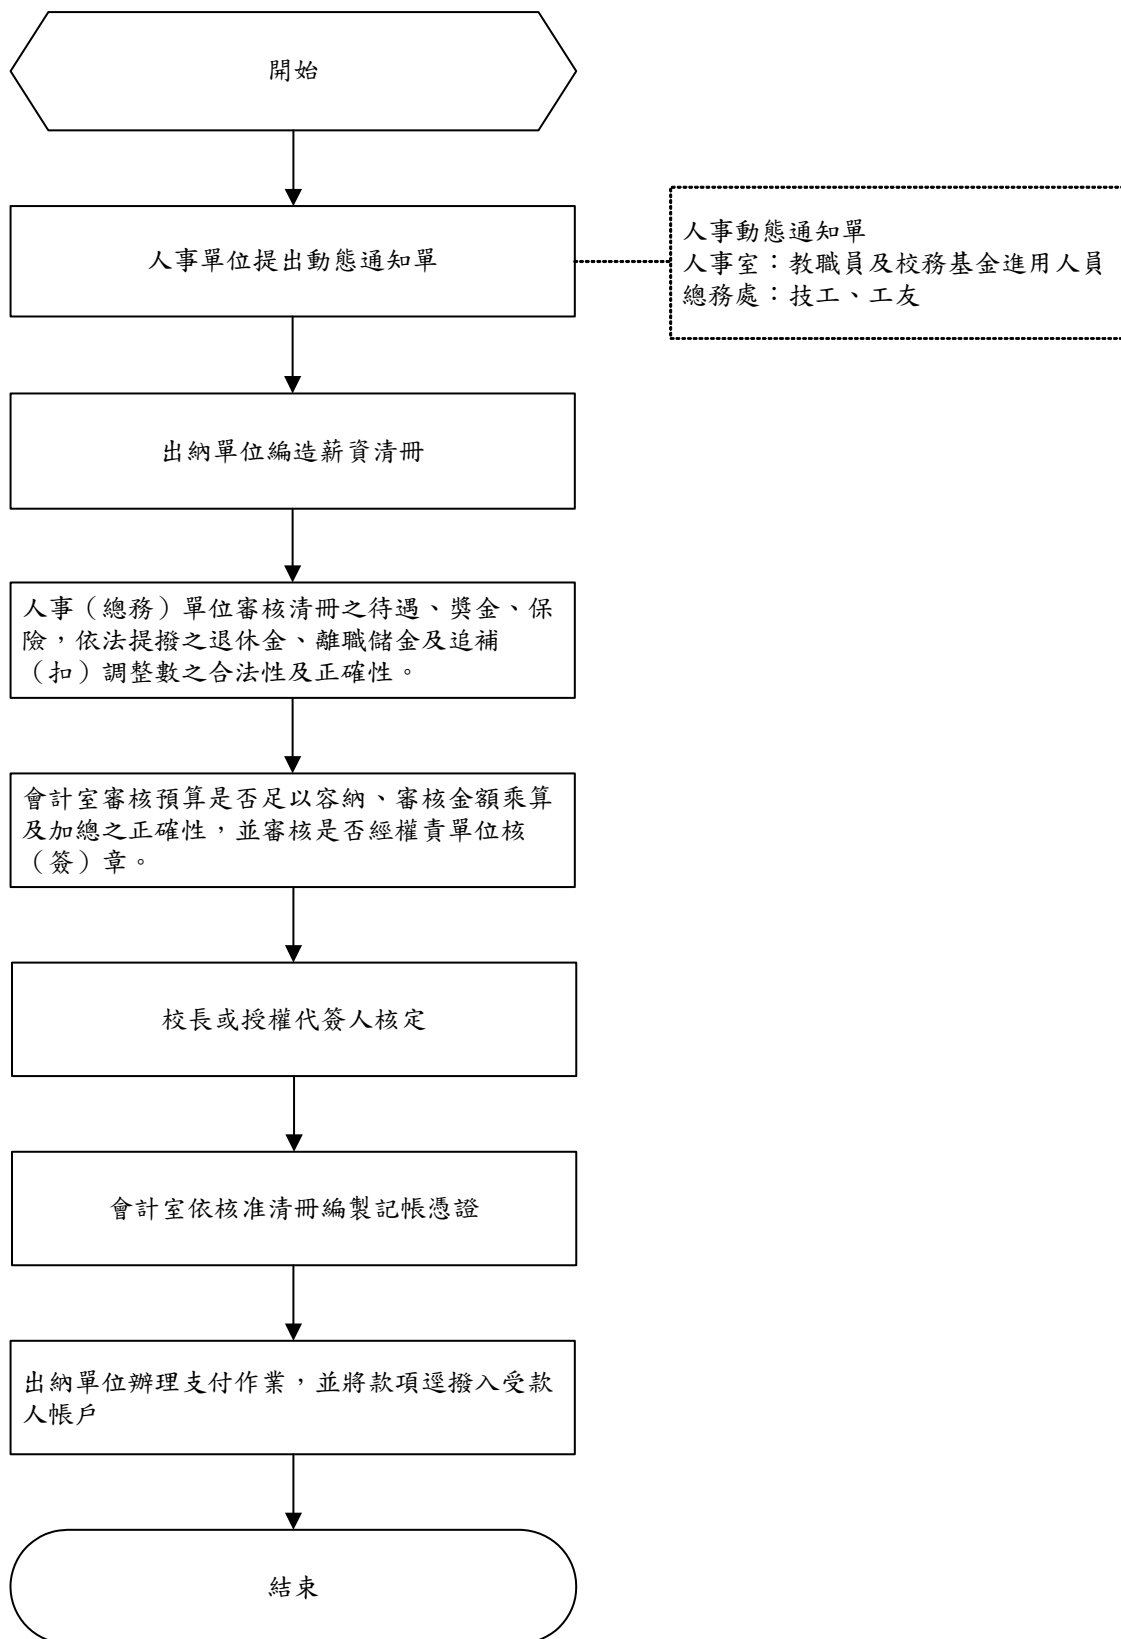 開始
人事單位提出動態通知單
人事動態通知單
人事室：教職員及校務基金進用人員
總務處：技工、工友
出納單位編造薪資清冊
人事（總務）單位審核清冊之待遇、獎金、保
險，依法提撥之退休金、離職儲金及追補
（扣）調整數之合法性及正確性。
會計室審核預算是否足以容納、審核金額乘算
及加總之正確性，並審核是否經權責單位核
（簽）章。
校長或授權代簽人核定
會計室依核准清冊編製記帳憑證
出納單位辦理支付作業，並將款項逕撥入受款
人帳戶
結束